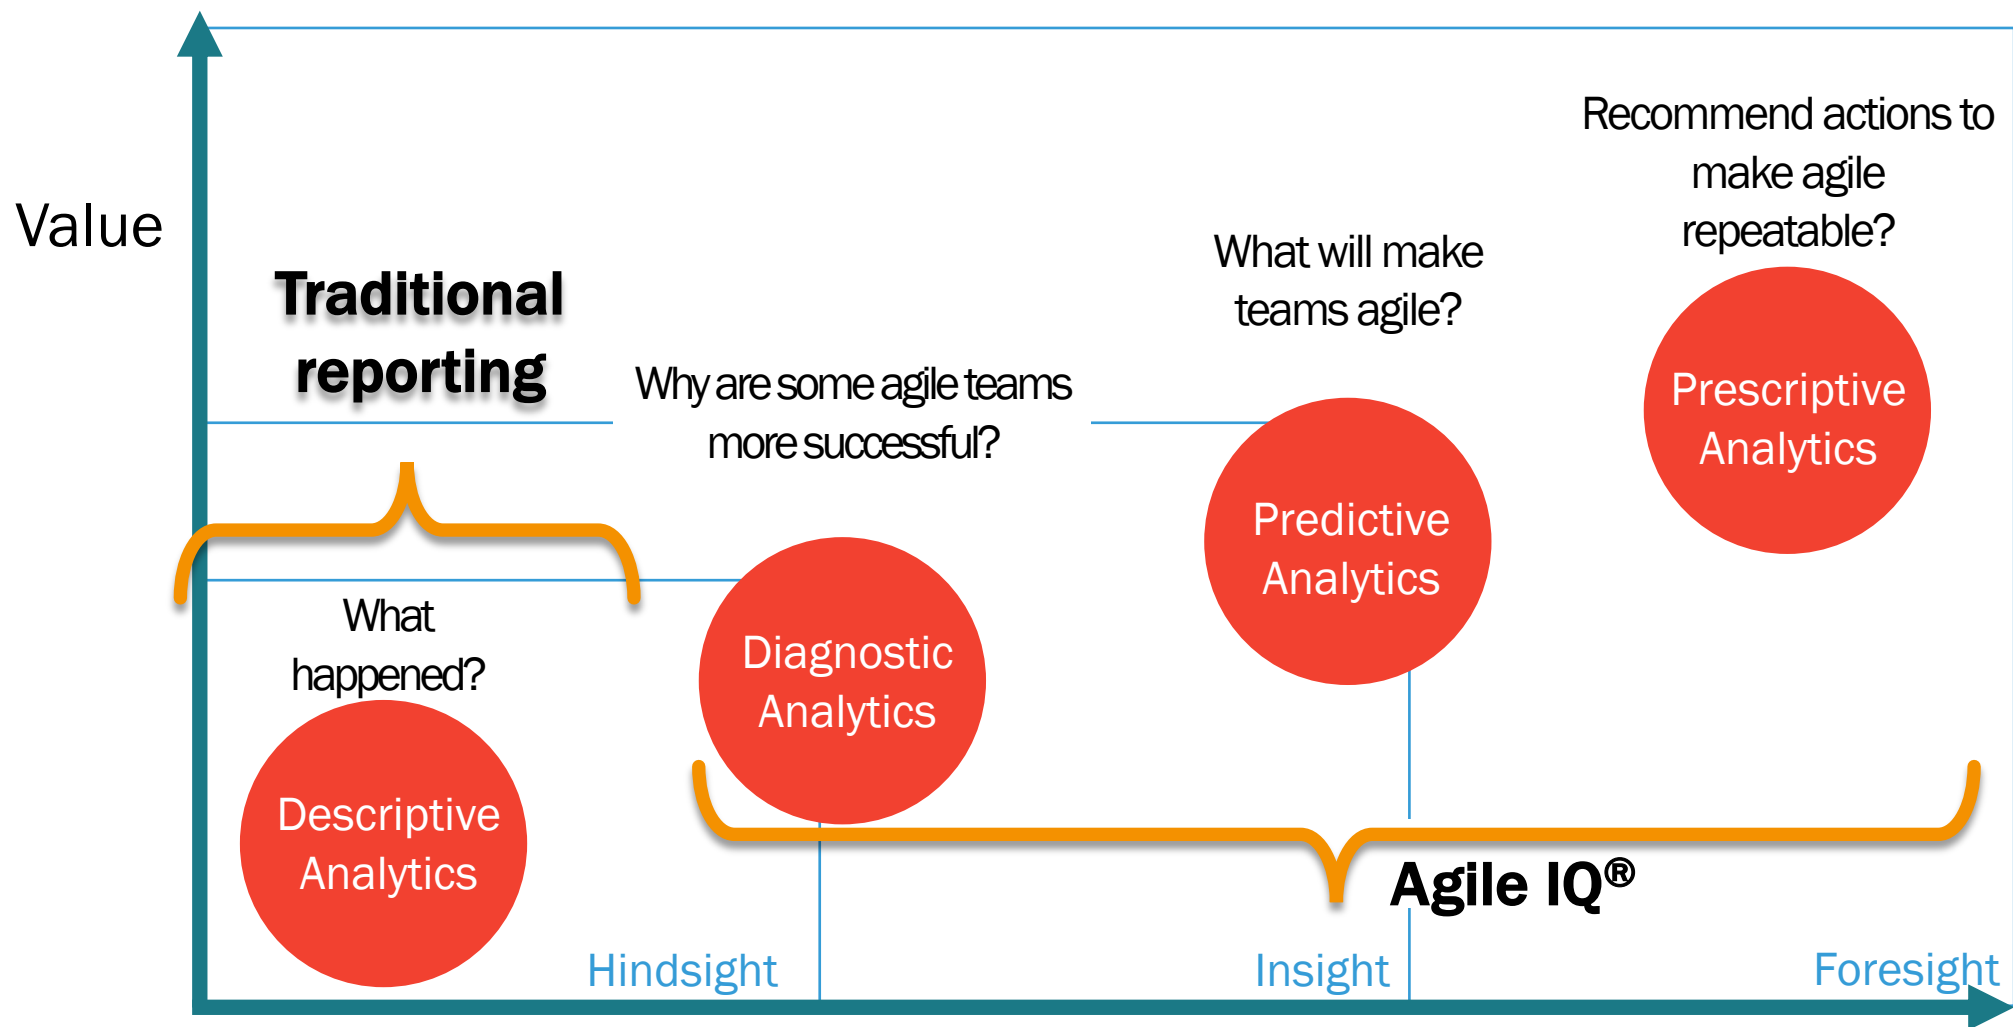 Value
Traditional
reporting
What
happened?
Descriptive
Analytics
Why are some agile teams
more successful?
Diagnostic
Analytics
What will make
teams agile?
Predictive
Analytics
Recommend actions to
make agile
repeatable?
Prescriptive
Analytics
Agile IQ®
Hindsight
Insight
Foresight